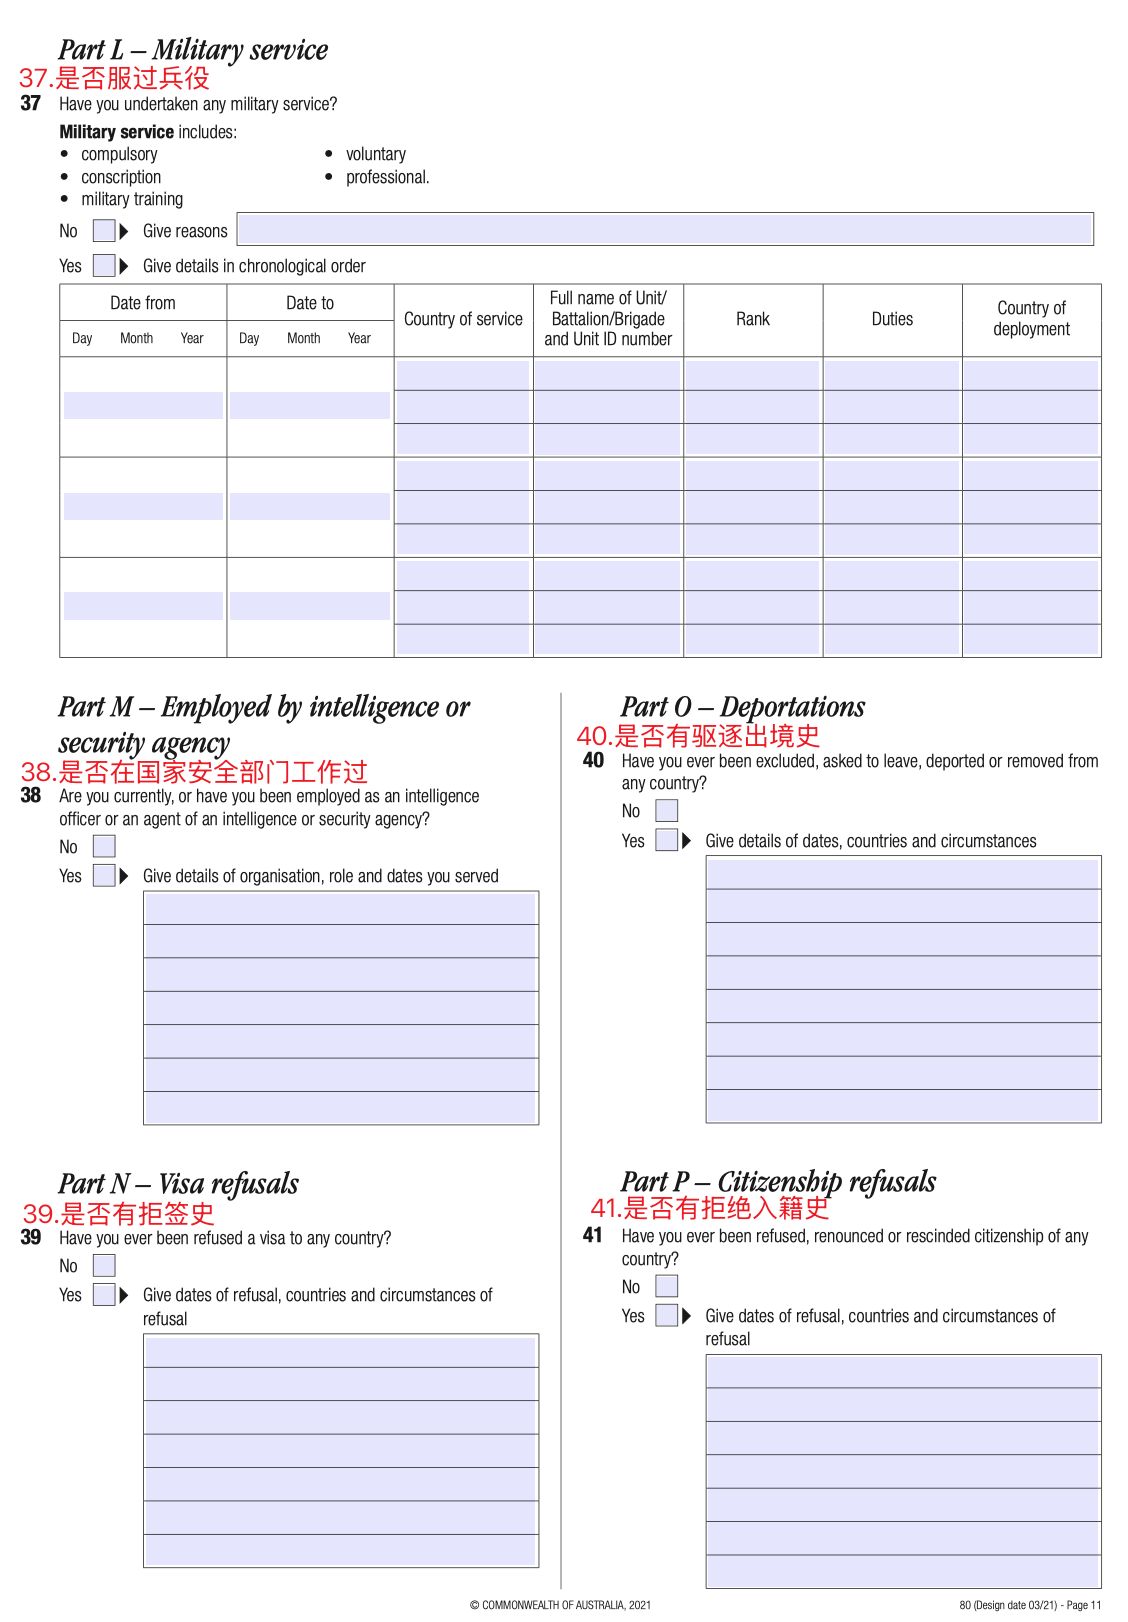 Part L – Military service
37.是否服过兵役
37 Have you undertaken any military service?
Military service includes:
• compulsory
• conscription
• military training
• voluntary
• professional.
No Give reasons
Yes Give details in chronological order
Date from
Day Month Year
Date to
Day Month Year
Country of service
Full name of Unit/
Battalion/Brigade
and Unit ID number
Rank
Duties
Country of
deployment
Part M – Employed by intelligence or
security agency
38.是否在国家安全部门工作过
38 Are you currently, or have you been employed as an intelligence
officer or an agent of an intelligence or security agency?
No
Yes Give details of organisation, role and dates you served
Part N – Visa refusals
39.是否有拒签史
39 Have you ever been refused a visa to any country?
No
Yes Give dates of refusal, countries and circumstances of
refusal
Part O – Deportations
40.是否有驱逐出境史
40 Have you ever been excluded, asked to leave, deported or removed from
any country?
No
Yes Give details of dates, countries and circumstances
Part P – Citizenship refusals
41.是否有拒绝入籍史
41 Have you ever been refused, renounced or rescinded citizenship of any
country?
No
Yes Give dates of refusal, countries and circumstances of
refusal
© COMMONWEALTH OF AUSTRALIA, 2021
80 (Design date 03/21) - Page 11